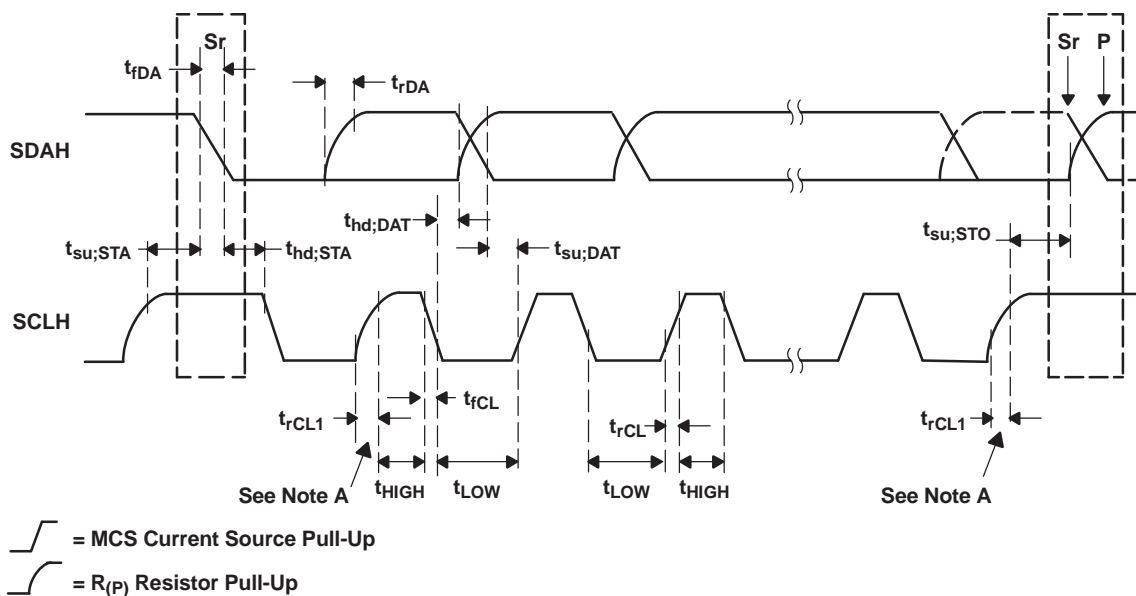 Sr
Sr P
tfDA
trDA
SDAH
thd;DAT
tsu;STA
thd;STA
tsu;DAT
tsu;STO
SCLH
tfCL
trCL1
trCL
trCL1
See Note A
tHIGH
tLOW
tLOW
tHIGH
See Note A
= MCS Current Source Pull-Up
= R(P) Resistor Pull-Up